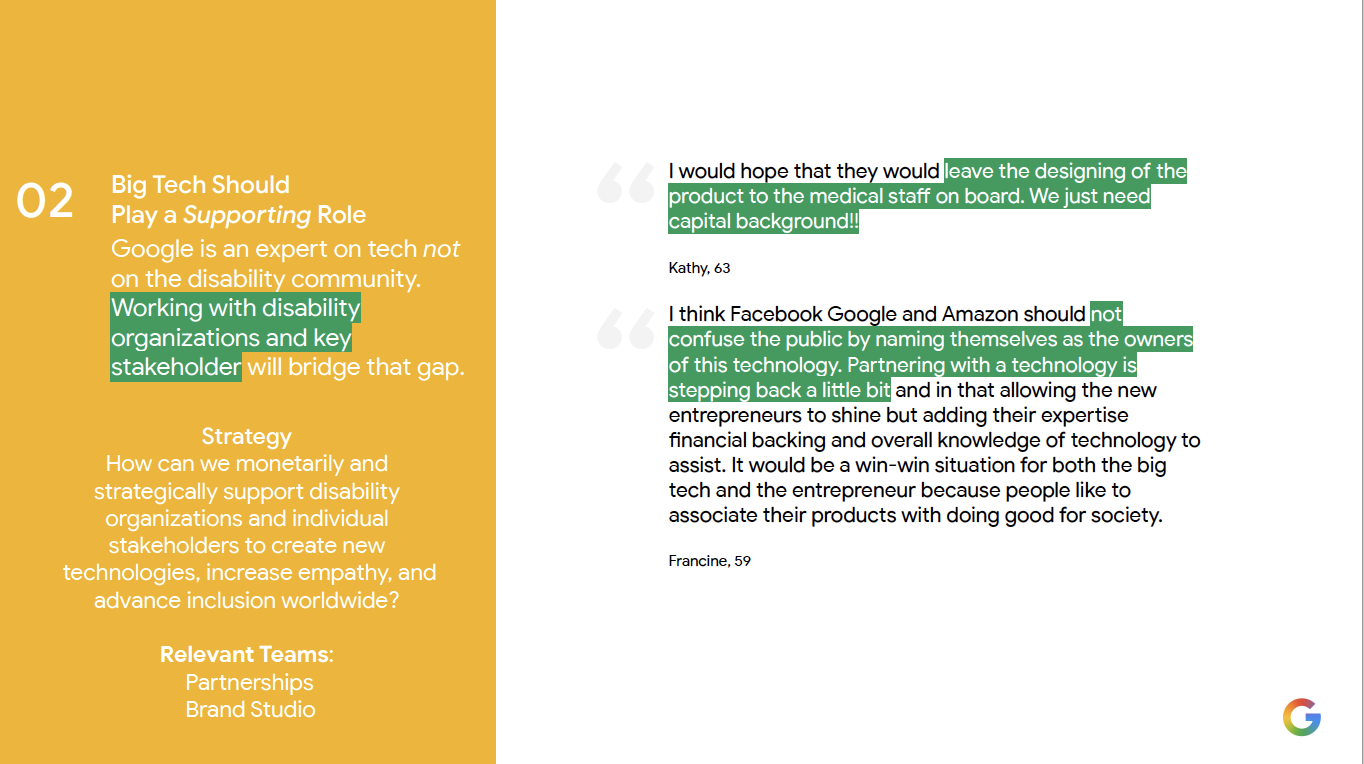 02
Big Tech Should
Play a Supporting Role
Google is an expert on tech not
on the disability community.
Working with disability
organizations and key
stakeholder will bridge that gap.
Strategy
How can we monetarily and
strategically support disability
organizations and individual
stakeholders to create new
technologies, increase empathy, and
advance inclusion worldwide?
Relevant Teams:
Partnerships
Brand Studio
“
I would hope that they would leave the designing of the
product to the medical staff on board. We just need
capital background!!
Kathy, 63
“
I think Facebook Google and Amazon should not
confuse the public by naming themselves as the owners
of this technology. Partnering with a technology is
stepping back a little bit and in that allowing the new
entrepreneurs to shine but adding their expertise
financial backing and overall knowledge of technology to
assist. It would be a win-win situation for both the big
tech and the entrepreneur because people like to
associate their products with doing good for society.
Francine, 59
G